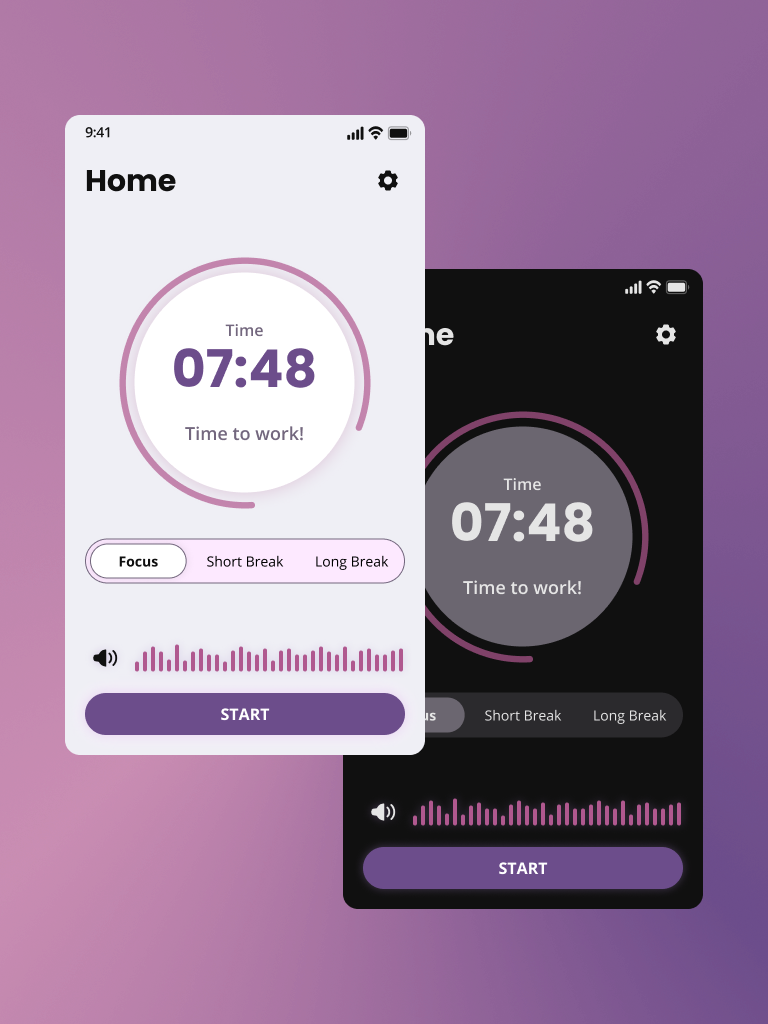 9:41
Home
Time
07:48
Time to work!
Focus Short Break Long Break
START
me
Time
07:48
Time to work!
us Short Break Long Break
START